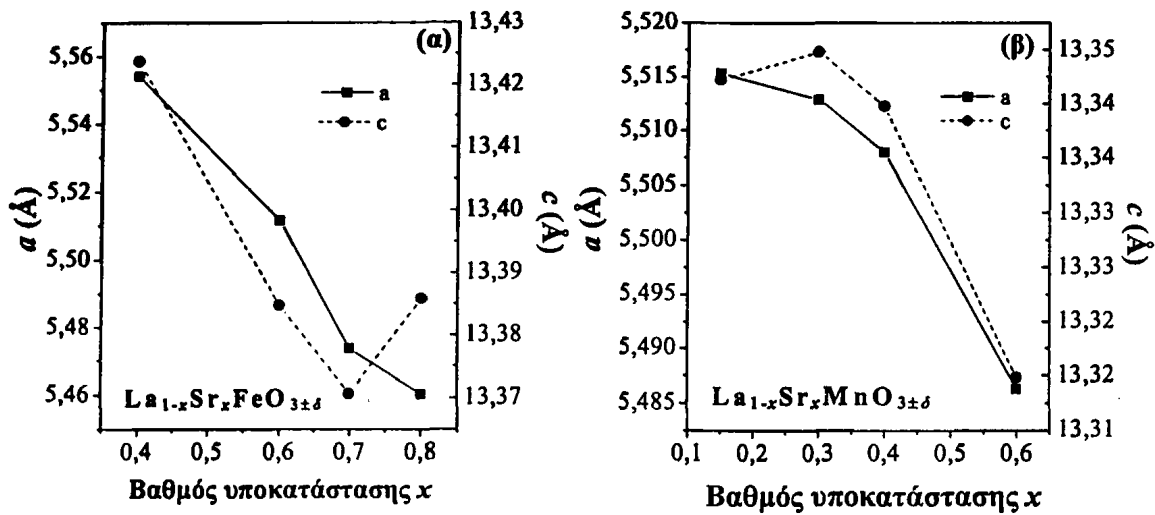 (α)
a (Å)
5,56
5,54
5,52
5,50
5,48
5,46
a
c
13,43
13,42
13,41
13,40
13,39
13,38
13,37
c (Å)
La1-xSrxFeO3±δ
0,4 0,5 0,6 0,7 0,8
Βαθμός υποκατάστασης x
(β)
a (Å)
5,520
5,515
5,510
5,505
5,500
5,495
5,490
5,485
a
c
13,35
13,34
13,34
13,33
13,33
13,32
13,32
13,31
c (Å)
La1-xSrxMnO3±δ
0,1 0,2 0,3 0,4 0,5 0,6
Βαθμός υποκατάστασης x